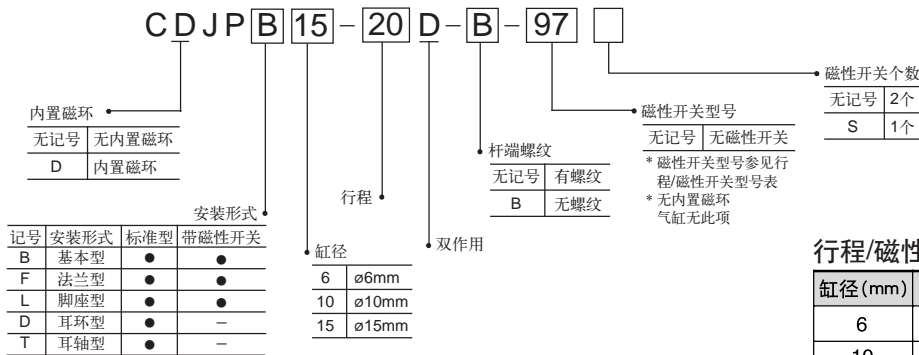 CDJPB15-20D-B-97
磁性开关个数
无记号 2个
S 1个
内置磁环
无记号 无内置磁环
D 内置磁环
磁性开关型号
无记号 无磁性开关
* 磁性开关型号参见行
程/磁性开关型号表
* 无内置磁环
气缸无此项
杆端螺纹
无记号 有螺纹
B 无螺纹
行程
双作用
安装形式
记号 安装形式 标准型 带磁性开关
B 基本型 ● ●
F 法兰型 ● ●
L 脚座型 ● ●
D 耳环型 ● –
T 耳轴型 ● –
缸径
6 ø6mm
10 ø10mm
15 ø15mm
行程/磁性
缸径(mm)
6
10